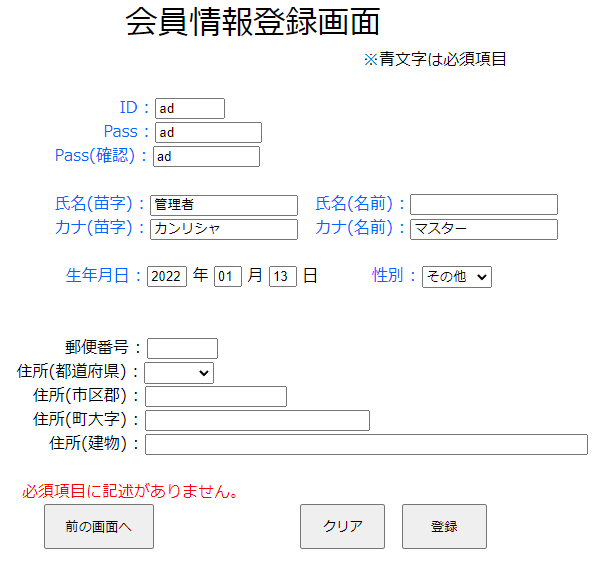 会員情報登録画面
※青文字は必須項目
ID : ad
Pass : ad
Pass(確認) : ad
氏名(苗字) : 管理者 氏名(名前) :
カナ(苗字) : カンリシャ カナ(名前) : マスター
生年月日 : 2022 年 01 月 13 日 性別 : その他
郵便番号 :
住所(都道府県) :
住所(市区郡) :
住所(町大字) :
住所(建物) :
必須項目に記述がありません。
前の画面へ クリア 登録